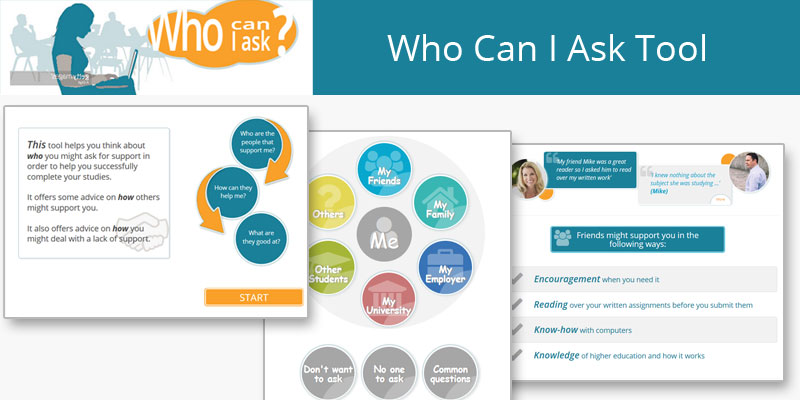 Who can
I ask?
Who Can I Ask Tool
This tool helps you think about
who you might ask for support in
order to help you successfully
complete your studies.
It offers some advice on how others
might support you.
It also offers advice on how you
might deal with a lack of support.
Who are the
people that
support me?
How can they
help me?
What are
they good at?
START
My
Friends
Others
My
Family
Me
Other
Students
My
Employer
My
University
Don't want
to ask
No one
to ask
Common
questions
'My friend Mike was a great
reader so I asked him to read
over my written work'
knew nothing about the
subject she was studying ...'
(Mike)
Friends might support you in the
following ways:
Encouragement when you need it
Reading over your written assignments before you submit them
Know-how with computers
Knowledge of higher education and how it works